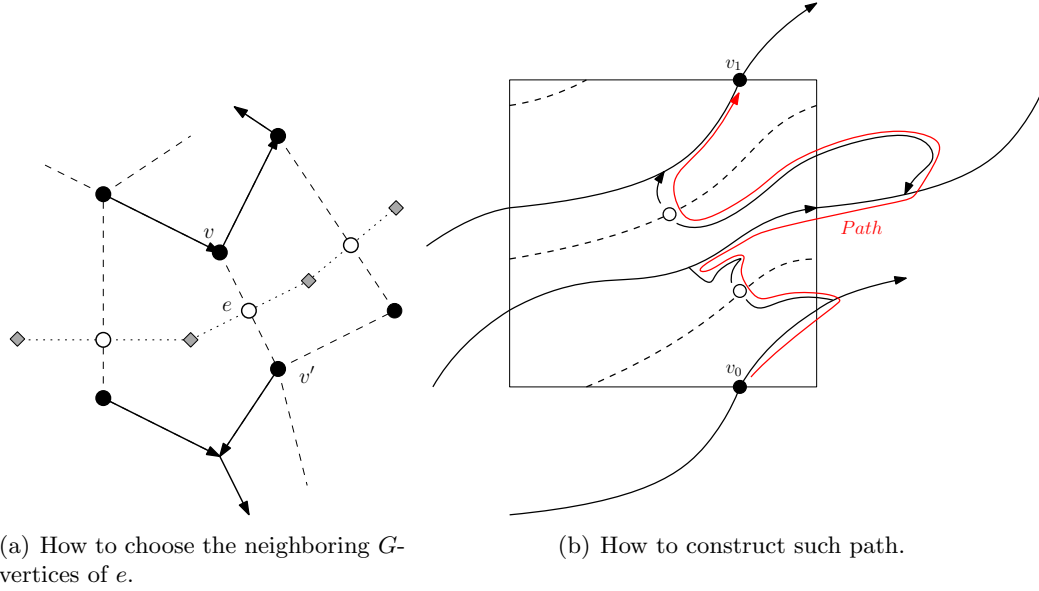 v
e
v′
v₁
Path
v₀
(a) How to choose the neighboring G-
vertices of e.
(b) How to construct such path.